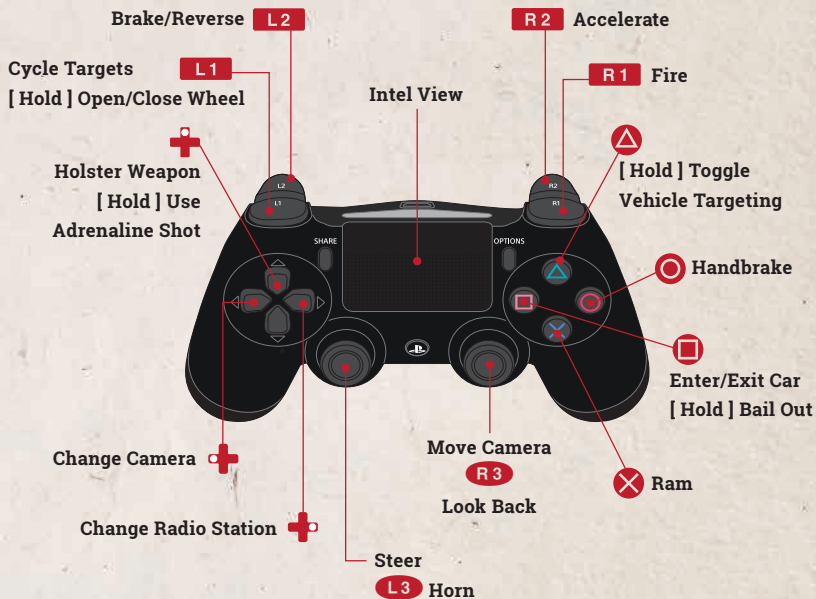 Brake/Reverse L2
R2 Accelerate
Cycle Targets L1
[ Hold ] Open/Close Wheel
R1 Fire
Intel View
Holster Weapon
[ Hold ] Use
Adrenaline Shot
[ Hold ] Toggle
Vehicle Targeting
L2
L1
R2
R1
SHARE
OPTIONS
Handbrake
Enter/Exit Car
[ Hold ] Bail Out
Change Camera
Move Camera
R3
Look Back
Ram
Change Radio Station
Steer
L3 Horn